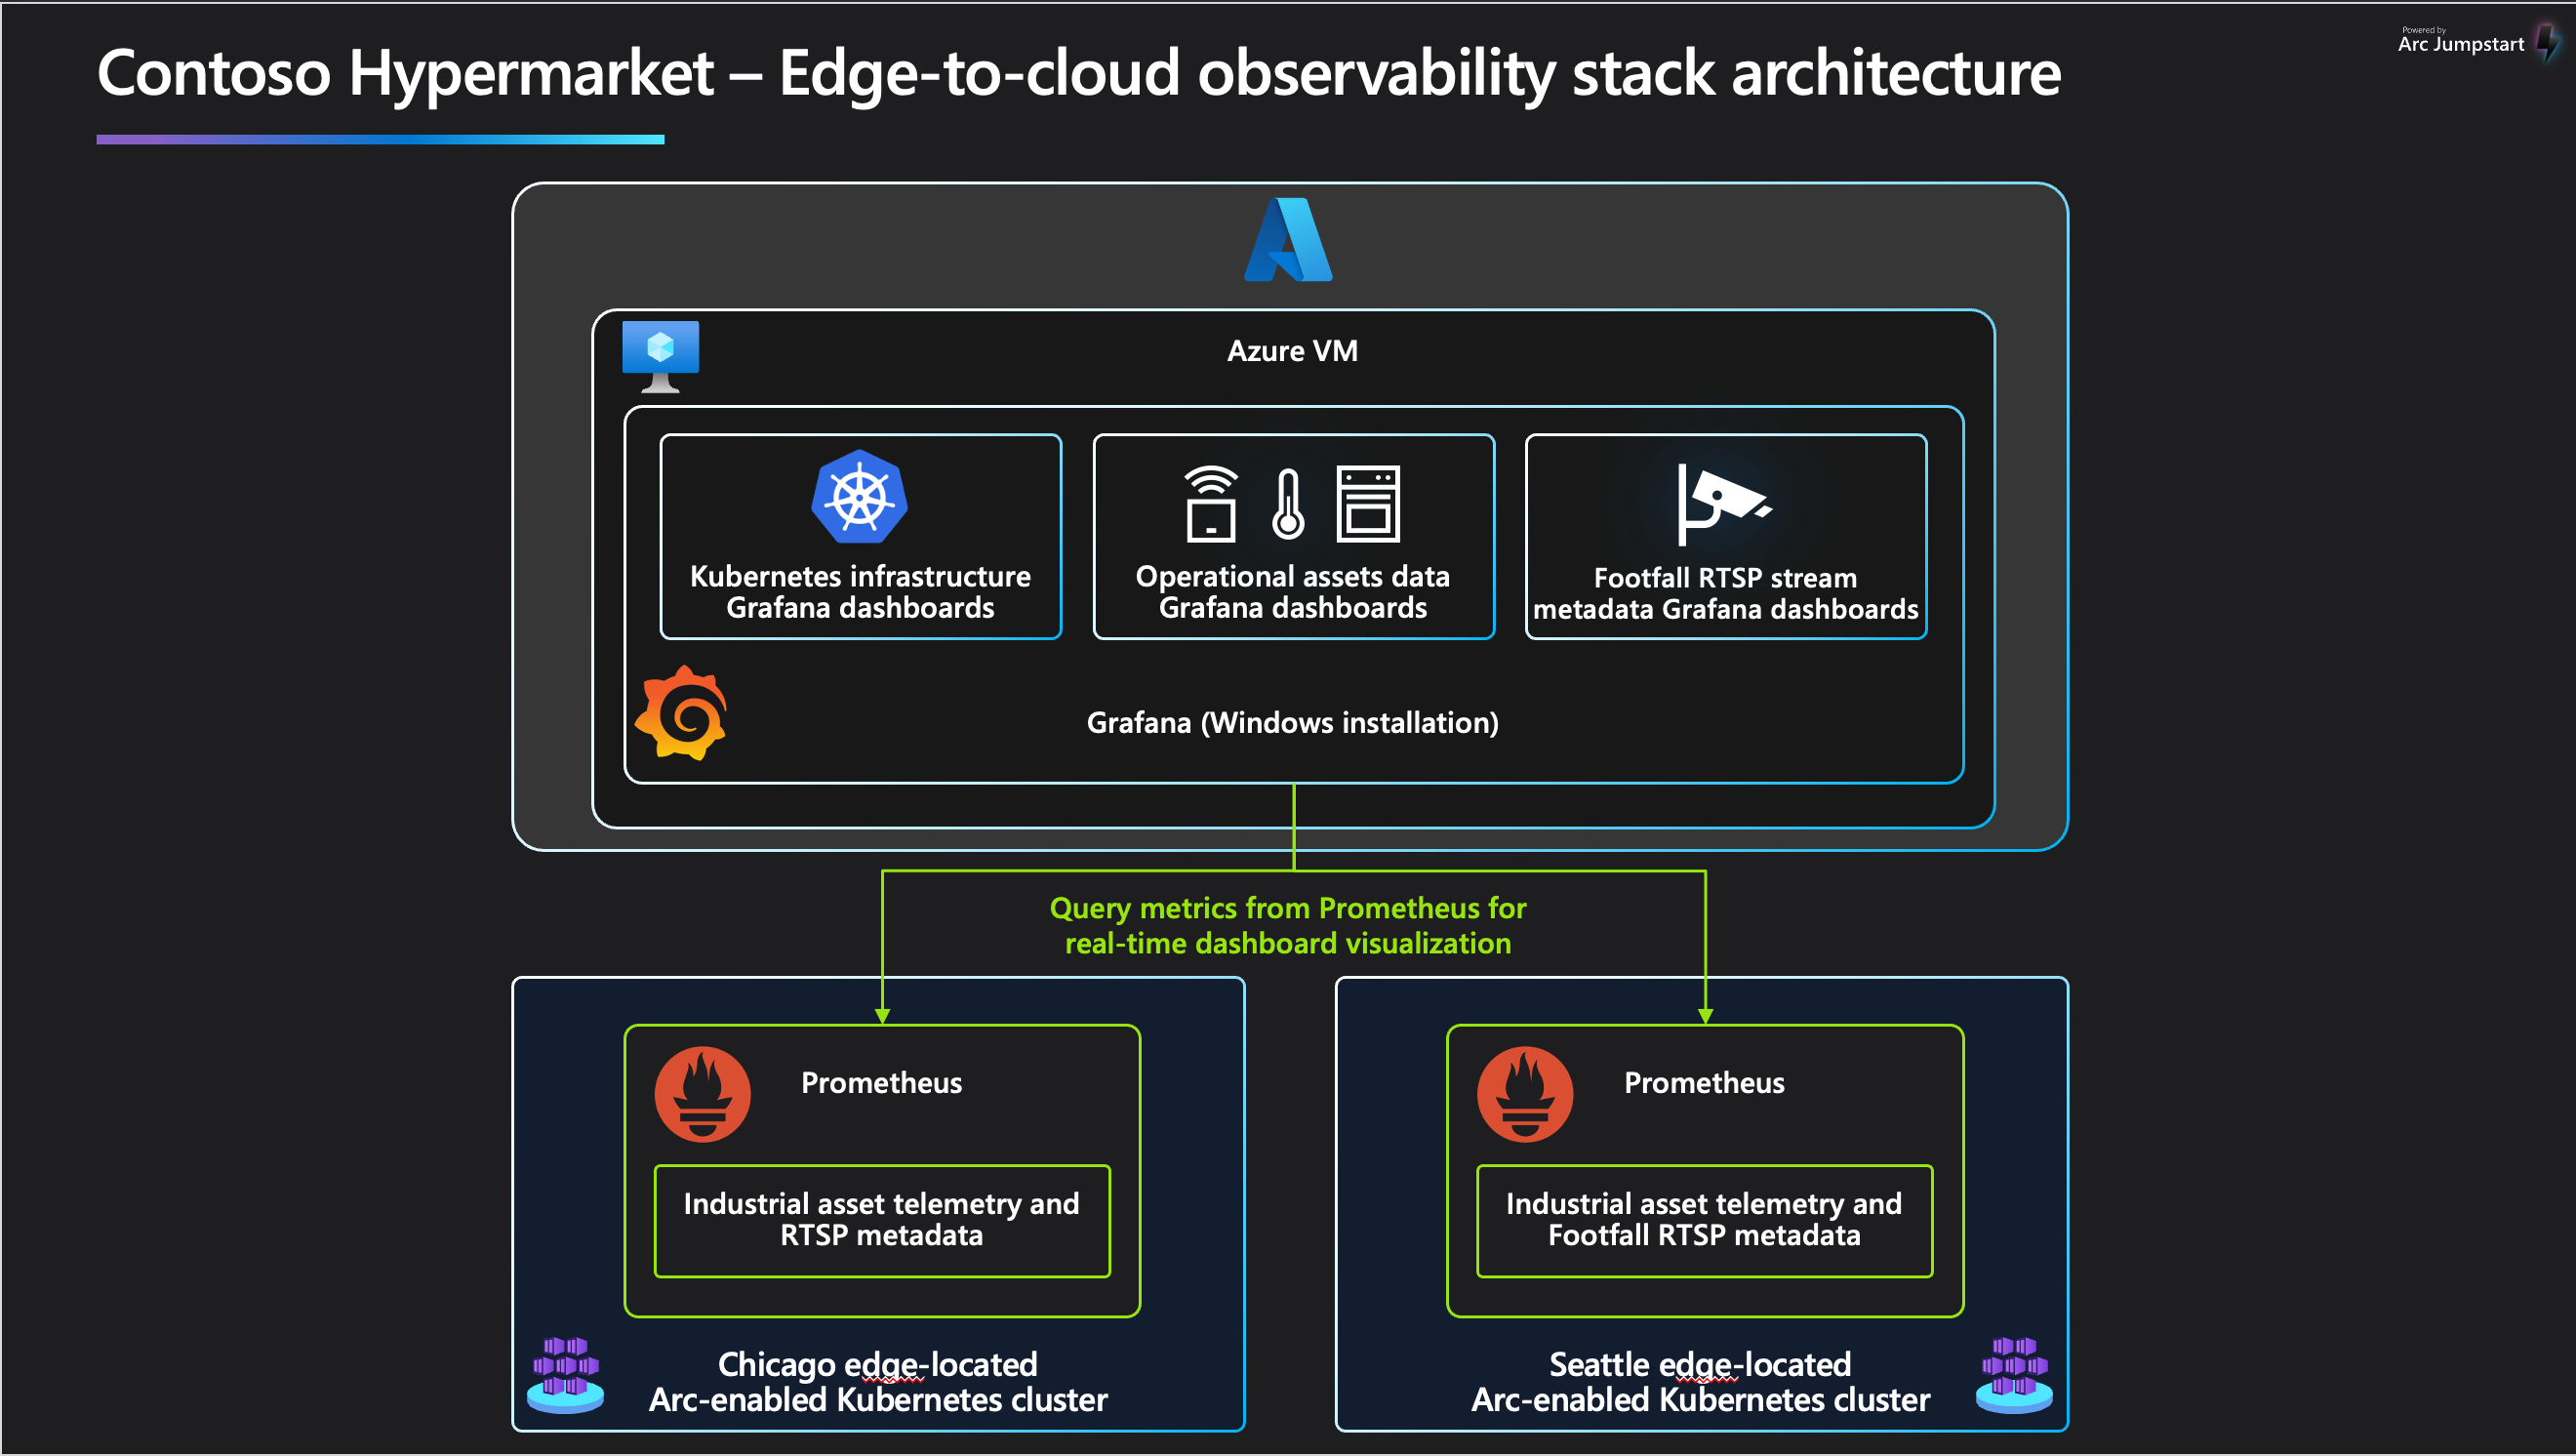 Powered by
Arc Jumpstart
Contoso Hypermarket – Edge-to-cloud observability stack architecture
Azure VM
Kubernetes infrastructure
Grafana dashboards
Operational assets data
Grafana dashboards
Footfall RTSP stream
metadata Grafana dashboards
Grafana (Windows installation)
Query metrics from Prometheus for
real-time dashboard visualization
Prometheus
Industrial asset telemetry and
RTSP metadata
Chicago edge-located
Arc-enabled Kubernetes cluster
Prometheus
Industrial asset telemetry and
Footfall RTSP metadata
Seattle edge-located
Arc-enabled Kubernetes cluster